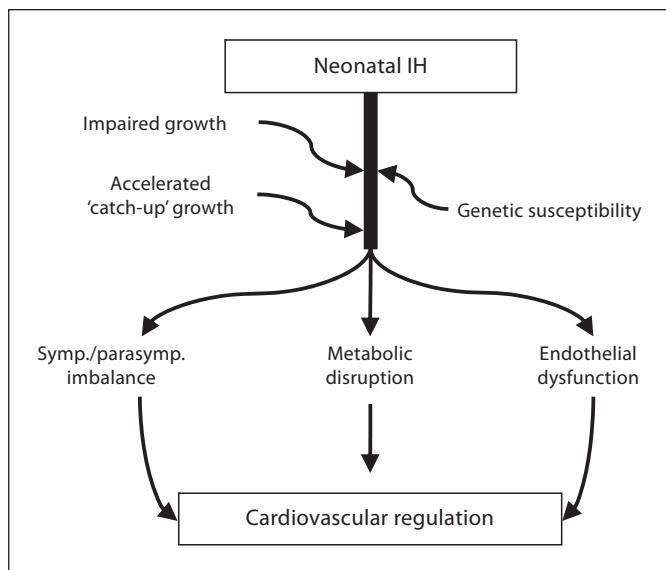 Neonatal IH
Impaired growth
Accelerated
‘catch-up’ growth
Genetic susceptibility
Symp./parasymp.
imbalance
Metabolic
disruption
Endothelial
dysfunction
Cardiovascular regulation